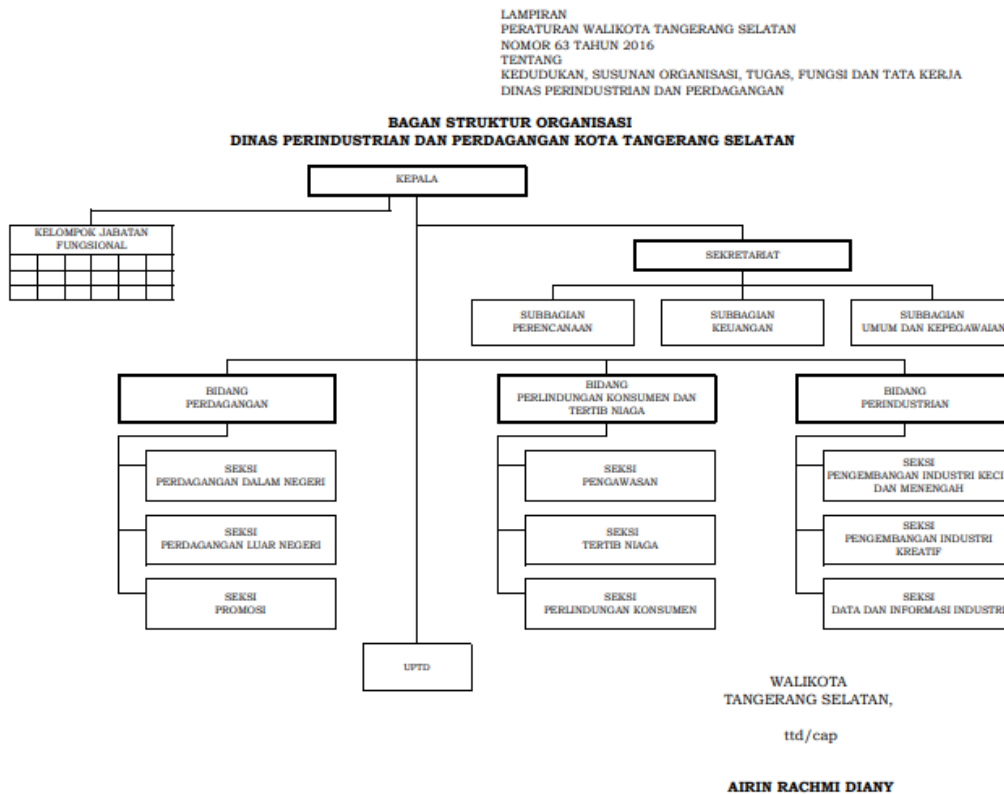 LAMPIRAN
PERATURAN WALIKOTA TANGERANG SELATAN
NOMOR 63 TAHUN 2016
TENTANG
KEDUDUKAN, SUSUNAN ORGANISASI, TUGAS, FUNGSI DAN TATA KERJA
DINAS PERINDUSTRIAN DAN PERDAGANGAN
BAGAN STRUKTUR ORGANISASI
DINAS PERINDUSTRIAN DAN PERDAGANGAN KOTA TANGERANG SELATAN
KEPALA
KELOMPOK JABATAN
FUNGSIONAL
SEKRETARIAT
SUBBAGIAN
PERENCANAAN
SUBBAGIAN
KEUANGAN
SUBBAGIAN
UMUM DAN KEPEGAWAIAN
BIDANG
PERDAGANGAN
SEKSI
PERDAGANGAN DALAM NEGERI
SEKSI
PERDAGANGAN LUAR NEGERI
SEKSI
PROMOSI
BIDANG
PERLINDUNGAN KONSUMEN DAN
TERTIB NIAGA
SEKSI
PENGAWASAN
SEKSI
TERTIB NIAGA
SEKSI
PERLINDUNGAN KONSUMEN
BIDANG
PERINDUSTRIAN
SEKSI
PENGEMBANGAN INDUSTRI KECI
DAN MENENGAH
SEKSI
PENGEMBANGAN INDUSTRI
KREATIF
SEKSI
DATA DAN INFORMASI INDUSTRI
UPTD
WALIKOTA
TANGERANG SELATAN,
ttd/cap
AIRIN RACHMI DIANY